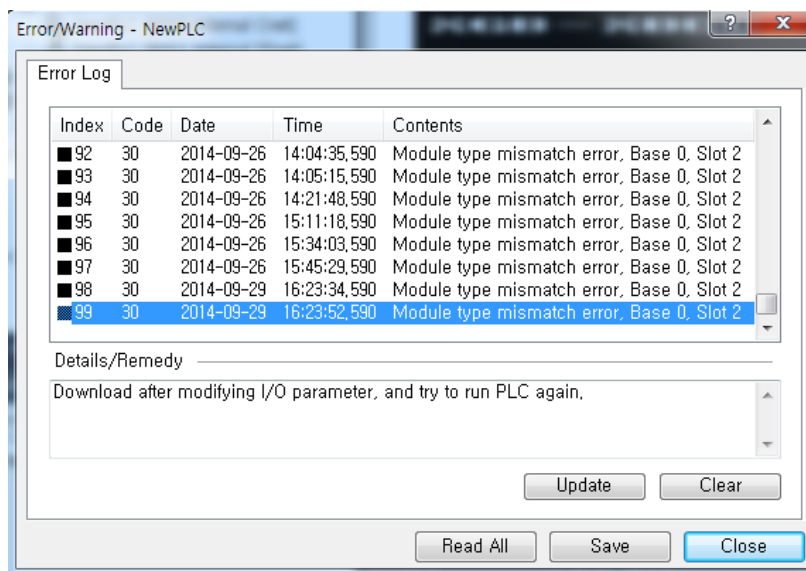 Error/Warning - NewPLC
Error Log
Index Code Date Time Contents
92 30 2014-09-26 14:04:35,590 Module type mismatch error, Base 0, Slot 2
93 30 2014-09-26 14:05:15,590 Module type mismatch error, Base 0, Slot 2
94 30 2014-09-26 14:21:48,590 Module type mismatch error, Base 0, Slot 2
95 30 2014-09-26 15:11:18,590 Module type mismatch error, Base 0, Slot 2
96 30 2014-09-26 15:34:03,590 Module type mismatch error, Base 0, Slot 2
97 30 2014-09-26 15:45:29,590 Module type mismatch error, Base 0, Slot 2
98 30 2014-09-29 16:23:34,590 Module type mismatch error, Base 0, Slot 2
99 30 2014-09-29 16:23:52,590 Module type mismatch error, Base 0, Slot 2
Details/Remedy
Download after modifying I/O parameter, and try to run PLC again,
Update Clear
Read All Save Close